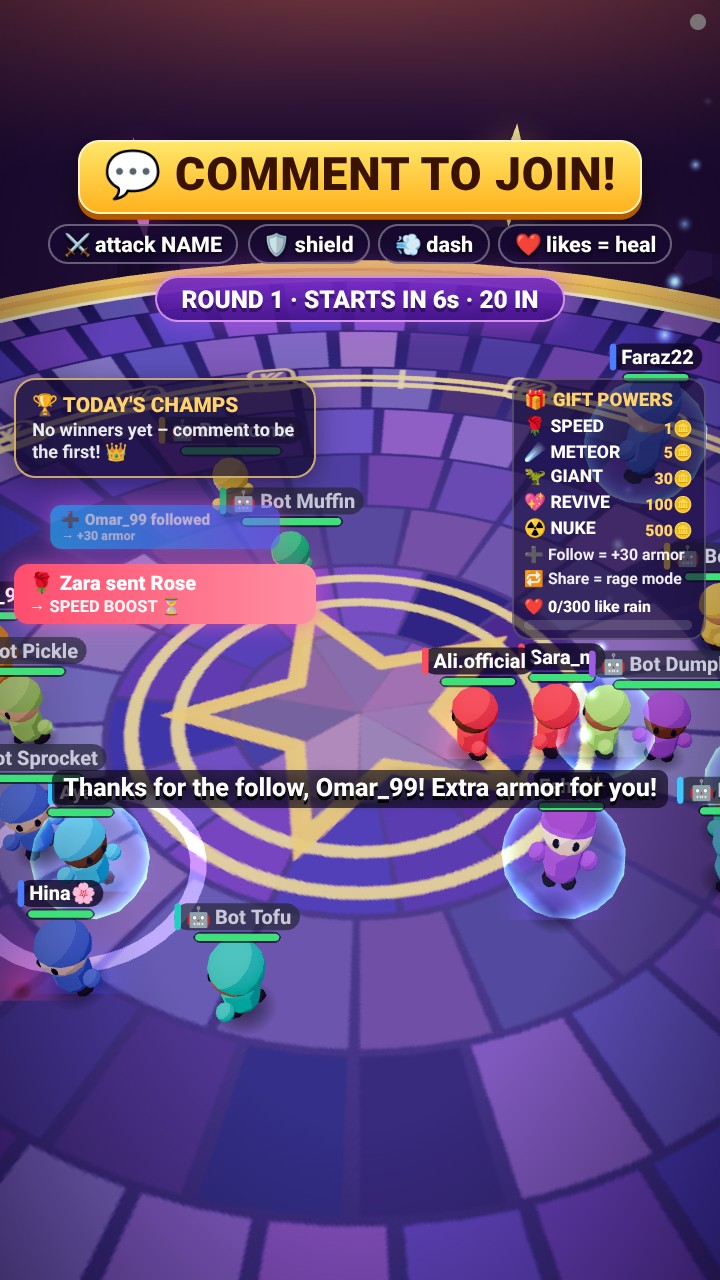 💬 COMMENT TO JOIN!
⚔️ attack NAME
🛡️ shield
💨 dash
❤️ likes = heal
ROUND 1 · STARTS IN 6s · 20 IN
Faraz22
🏆 TODAY'S CHAMPS
No winners yet – comment to be
the first! 👑
🎁 GIFT POWERS
🌹 SPEED 1🪙
☄️ METEOR 5🪙
🦖 GIANT 30🪙
💖 REVIVE 100🪙
☢️ NUKE 500🪙
➕ Follow = +30 armor
🔁 Share = rage mode
❤️ 0/300 like rain
🤖 Bot Muffin
➕ Omar_99 followed
→ +30 armor
🌹 Zara sent Rose
→ SPEED BOOST ⏳
ot Pickle
Ali.official
Sara_n
🤖 Bot Dumpl
ot Sprocket
Thanks for the follow, Omar_99! Extra armor for you!
Hina🌸
🤖 Bot Tofu